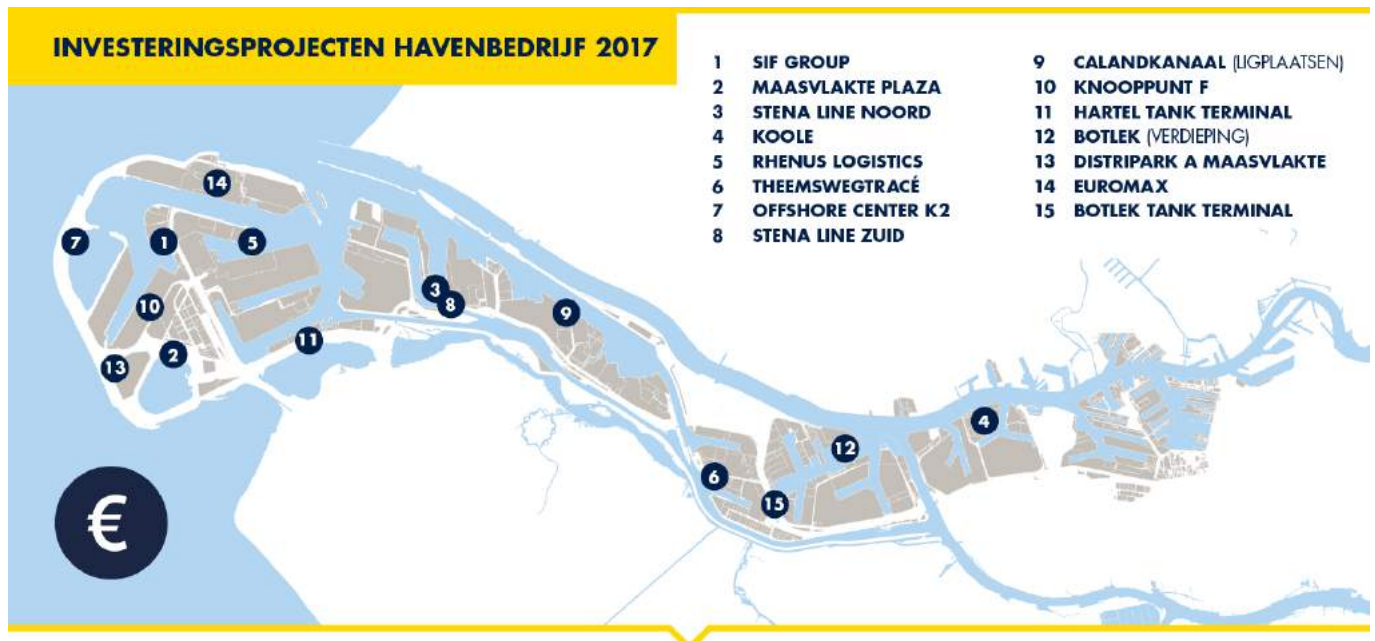 INVESTERINGSPROJECTEN HAVENBEDRIJF 2017
1 SIF GROUP
2 MAASVLAKTE PLAZA
3 STENA LINE NOORD
4 KOOLE
5 RHENUS LOGISTICS
6 THEEMSWEGTRACÉ
7 OFFSHORE CENTER K2
8 STENA LINE ZUID
9 CALANDKANAAL (LIGPLAATSEN)
10 KNOOPPUNT F
11 HARTEL TANK TERMINAL
12 BOTLEK (VERDIEPING)
13 DISTRIPARK A MAASVLAKTE
14 EUROMAX
15 BOTLEK TANK TERMINAL
14
7
1
5
3
8
10
9
11
2
13
4
12
6
15
€